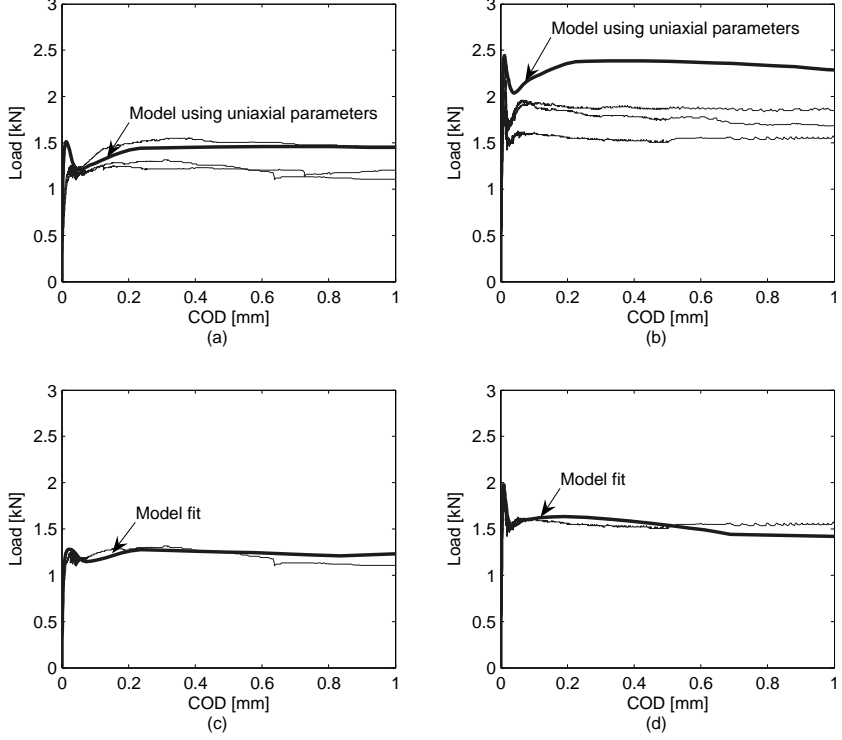 3
2.5
2
1.5
1
0.5
0
Load [kN]
Model using uniaxial parameters
0 0.2 0.4 0.6 0.8 1
COD [mm]
(a)
3
2.5
2
1.5
1
0.5
0
Load [kN]
Model using uniaxial parameters
0 0.2 0.4 0.6 0.8 1
COD [mm]
(b)
3
2.5
2
1.5
1
0.5
0
Load [kN]
Model fit
0 0.2 0.4 0.6 0.8 1
COD [mm]
(c)
3
2.5
2
1.5
1
0.5
0
Load [kN]
Model fit
0 0.2 0.4 0.6 0.8 1
COD [mm]
(d)